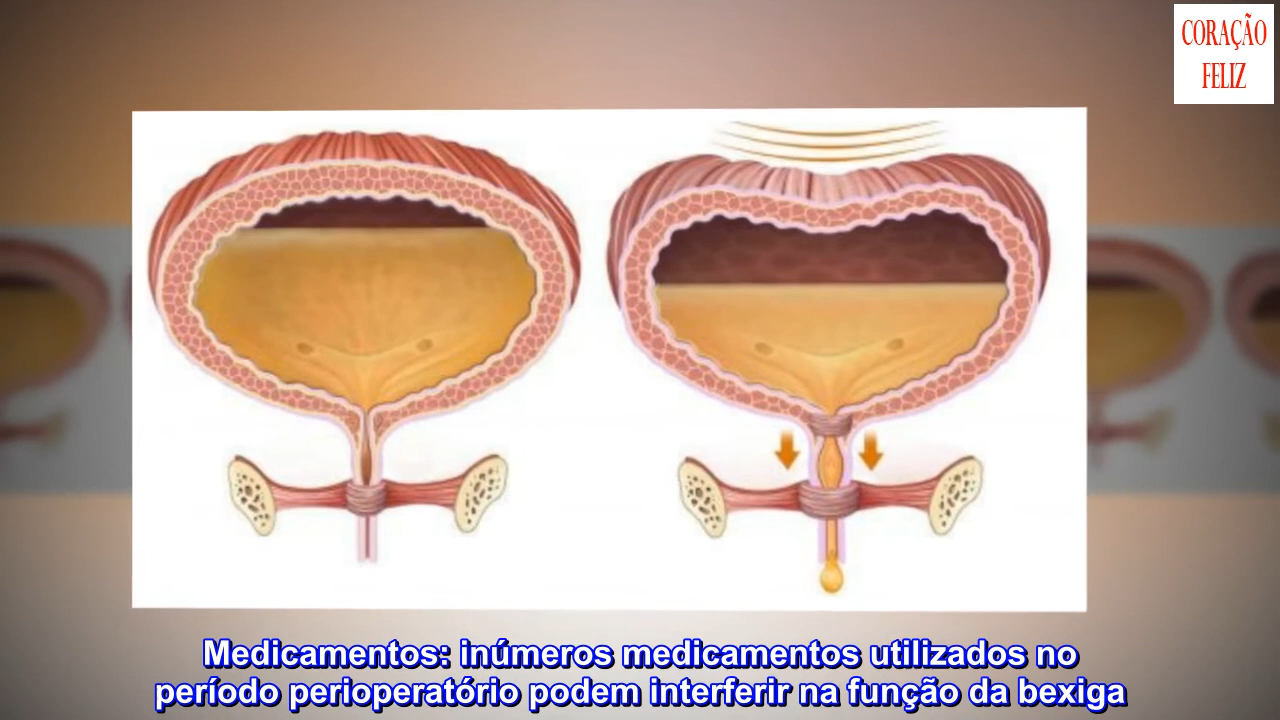 CORAÇÃO
FELIZ
Medicamentos: inúmeros medicamentos utilizados no
período perioperatório podem interferir na função da bexiga